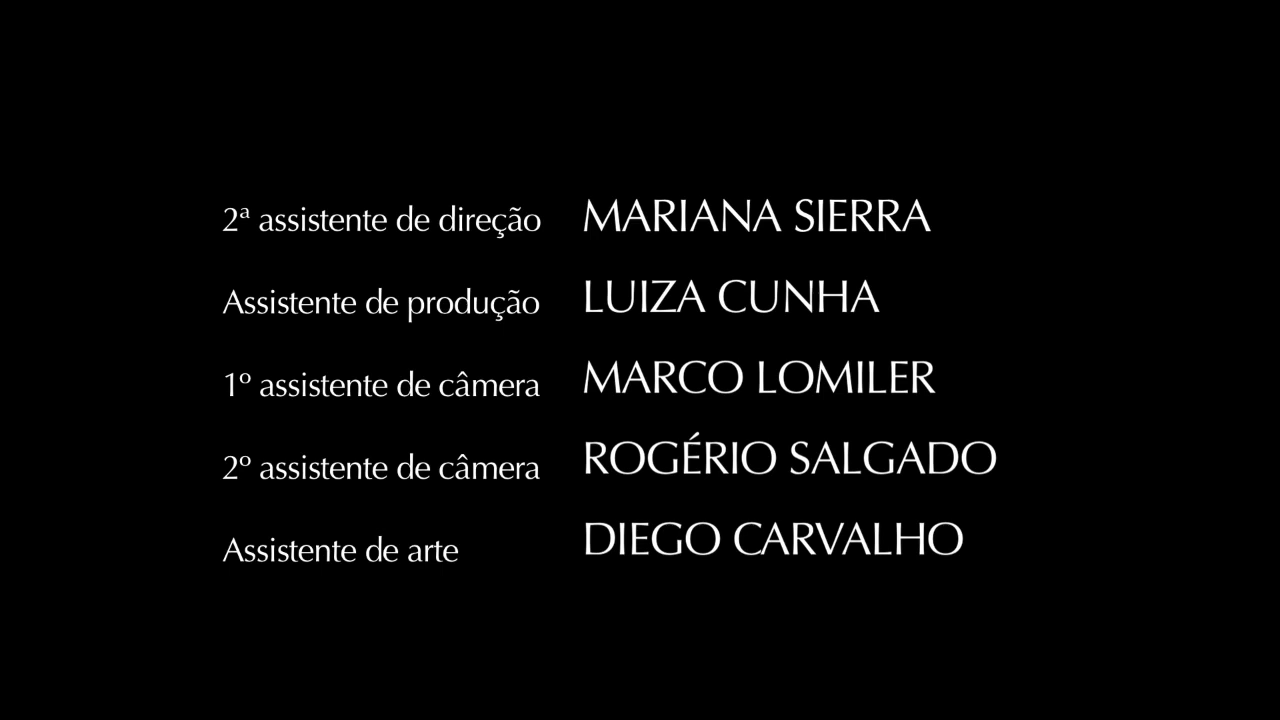 2ª assistente de direção MARIANA SIERRA
Assistente de produção LUIZA CUNHA
1º assistente de câmera MARCO LOMILER
2º assistente de câmera ROGÉRIO SALGADO
Assistente de arte DIEGO CARVALHO